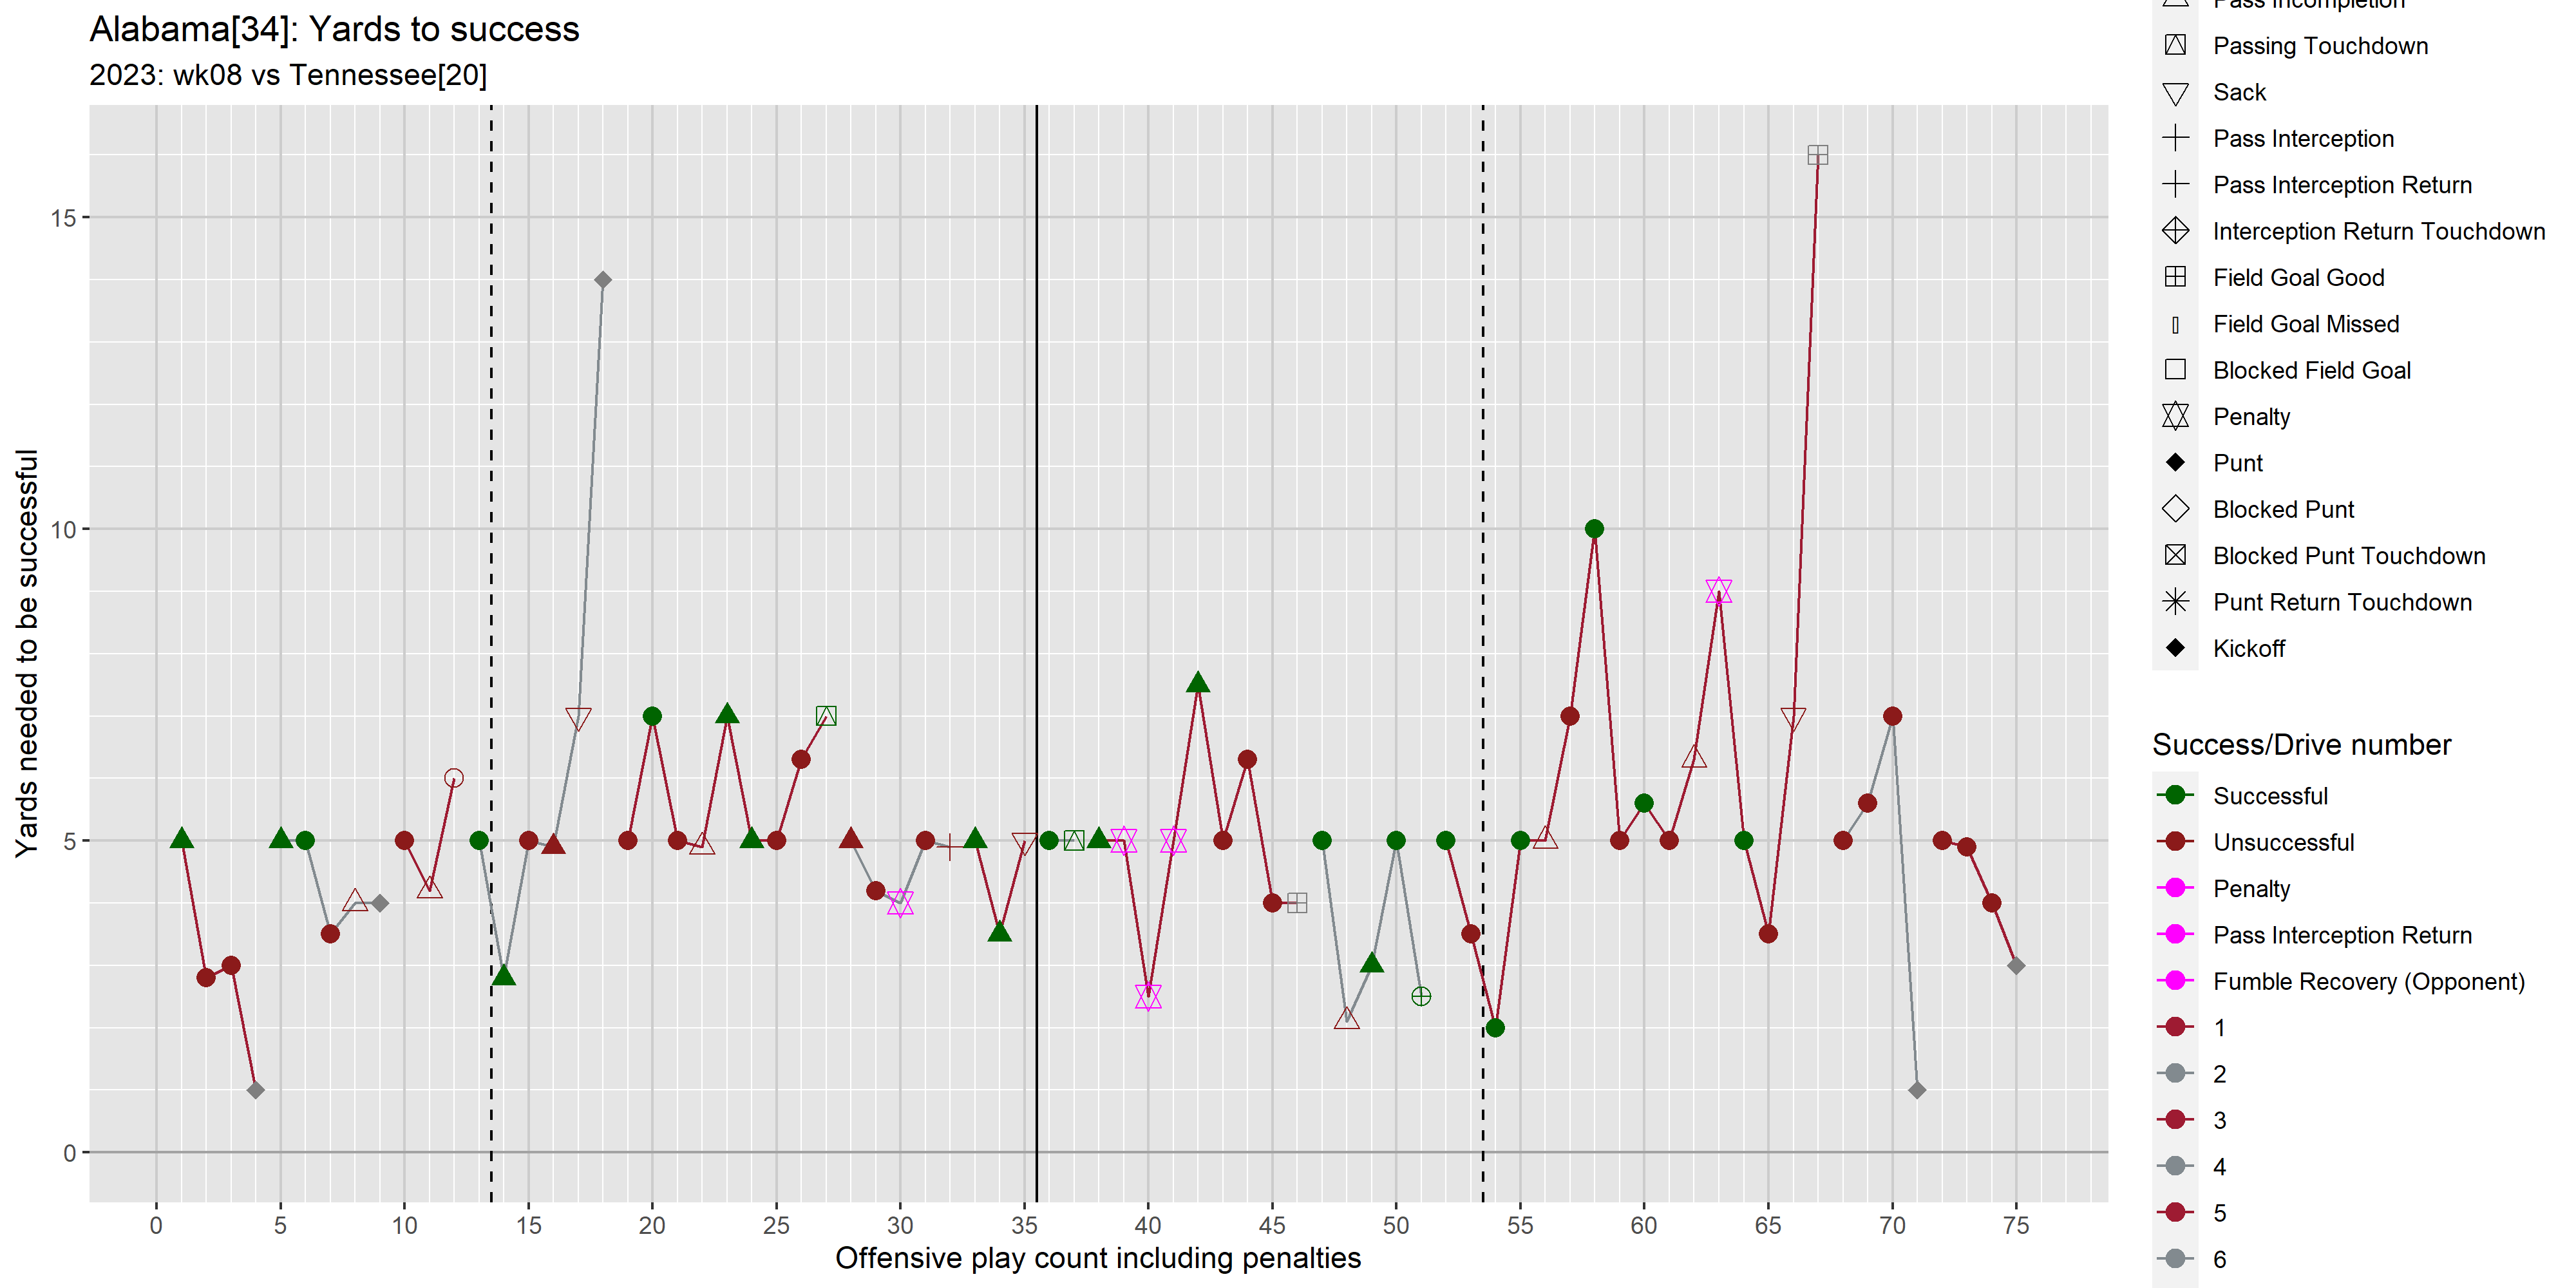 Alabama[34]: Yards to success
2023: wk08 vs Tennessee[20]
Yards needed to be successful
15
10
5
0
0 5 10 15 20 25 30 35 40 45 50 55 60 65 70 75
Offensive play count including penalties
Pass Incompletion
Passing Touchdown
Sack
Pass Interception
Pass Interception Return
Interception Return Touchdown
Field Goal Good
Field Goal Missed
Blocked Field Goal
Penalty
Punt
Blocked Punt
Blocked Punt Touchdown
Punt Return Touchdown
Kickoff
Success/Drive number
Successful
Unsuccessful
Penalty
Pass Interception Return
Fumble Recovery (Opponent)
1
2
3
4
5
6